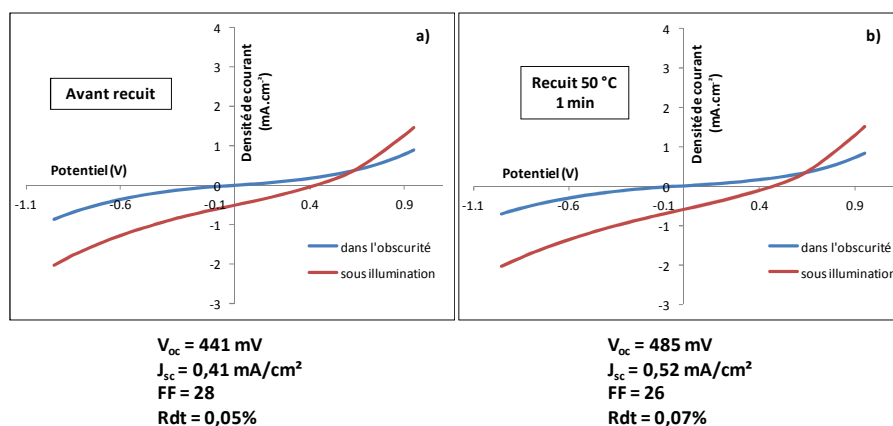 a)
Avant recuit
Densité de courant
(mA.cm⁻²)
Potentiel (V)
4
3
2
1
0
-1
-2
-3
-1.1
-0.6
-0.1
0.4
0.9
dans l'obscurité
sous illumination
b)
Recuit 50 °C
1 min
Densité de courant
(mA.cm⁻²)
Potentiel (V)
4
3
2
1
0
-1
-2
-3
-1.1
-0.6
-0.1
0.4
0.9
dans l'obscurité
sous illumination
Voc = 441 mV
Jsc = 0,41 mA/cm²
FF = 28
Rdt = 0,05%
Voc = 485 mV
Jsc = 0,52 mA/cm²
FF = 26
Rdt = 0,07%